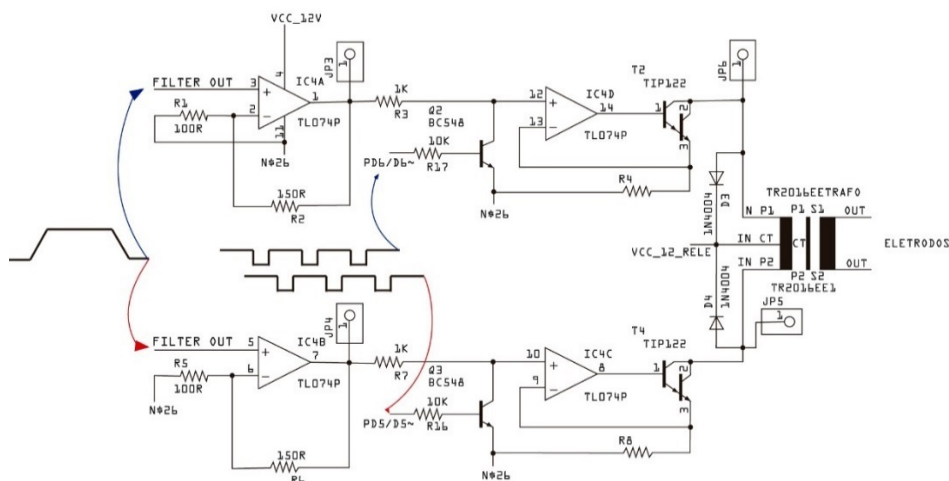 VCC_12V
JP3
1
FILTER OUT
3
4
IC4A
1
R1
100R
2
11
TL074P
N$26
150R
R2
1K
R3
Q2
BC548
10K
R17
PD6/D6~
N$26
12
13
IC4D
14
TL074P
T2
TIP122
1
2
3
R4
JP6
1
1N4004
D3
TR2016EETRAFO
N P1
P1 S1
OUT
VCC_12_RELE
IN CT
CT
ELETRODOS
IN P2
OUT
P2 S2
TR2016EE1
D4
1N4004
JP5
1
JP4
1
FILTER OUT
5
IC4B
7
R5
100R
6
TL074P
N$26
150R
R6
1K
R7
Q3
BC548
10K
R16
PD5/D5~
N$26
10
9
IC4C
8
TL074P
T4
TIP122
1
2
3
R8